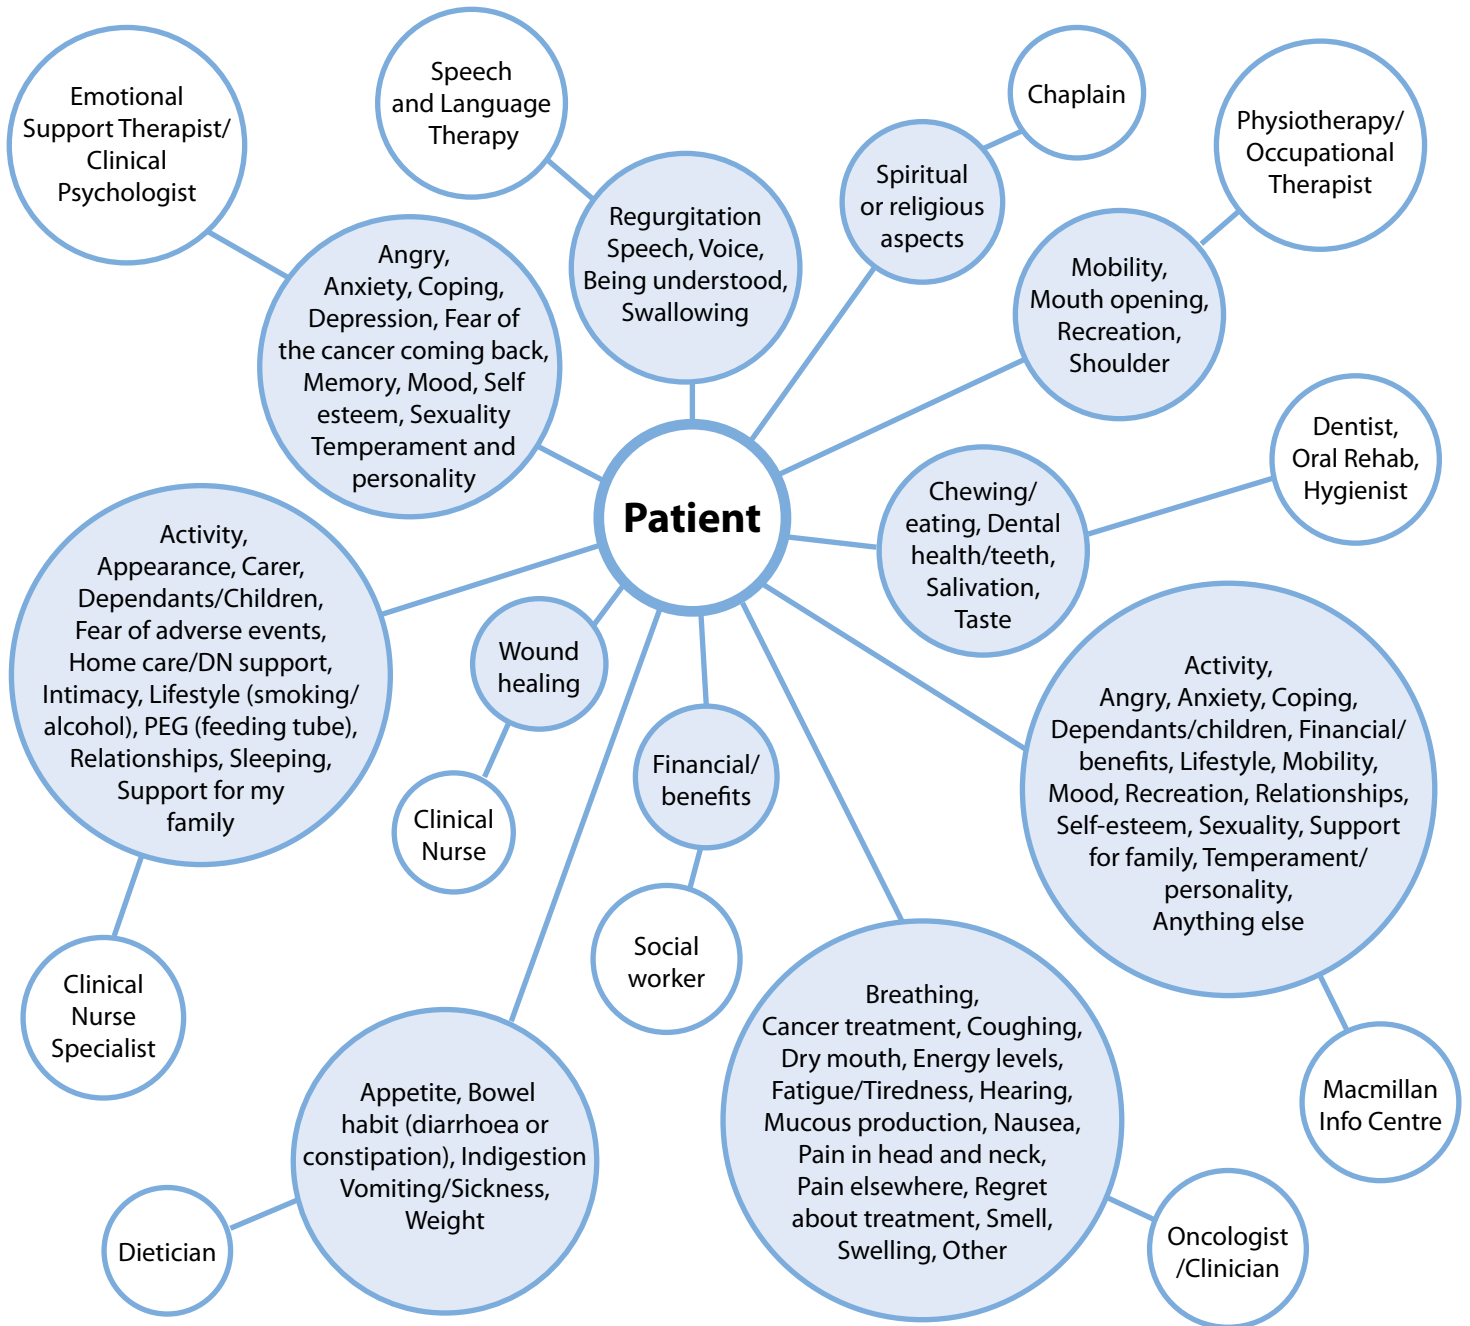 Emotional
Support Therapist/
Clinical
Psychologist
Speech
and Language
Therapy
Chaplain
Physiotherapy/
Occupational
Therapist
Angry,
Anxiety, Coping,
Depression, Fear of
the cancer coming back,
Memory, Mood, Self
esteem, Sexuality
Temperament and
personality
Regurgitation
Speech, Voice,
Being understood,
Swallowing
Spiritual
or religious
aspects
Mobility,
Mouth opening,
Recreation,
Shoulder
Patient
Chewing/
eating, Dental
health/teeth,
Salivation,
Taste
Dentist,
Oral Rehab,
Hygienist
Activity,
Appearance, Carer,
Dependants/Children,
Fear of adverse events,
Home care/DN support,
Intimacy, Lifestyle (smoking/
alcohol), PEG (feeding tube),
Relationships, Sleeping,
Support for my
family
Wound
healing
Clinical
Nurse
Financial/
benefits
Social
worker
Activity,
Angry, Anxiety, Coping,
Dependants/children, Financial/
benefits, Lifestyle, Mobility,
Mood, Recreation, Relationships,
Self-esteem, Sexuality, Support
for family, Temperament/
personality,
Anything else
Clinical
Nurse
Specialist
Appetite, Bowel
habit (diarrhoea or
constipation), Indigestion
Vomiting/Sickness,
Weight
Dietician
Breathing,
Cancer treatment, Coughing,
Dry mouth, Energy levels,
Fatigue/Tiredness, Hearing,
Mucous production, Nausea,
Pain in head and neck,
Pain elsewhere, Regret
about treatment, Smell,
Swelling, Other
Macmillan
Info Centre
Oncologist
/Clinician